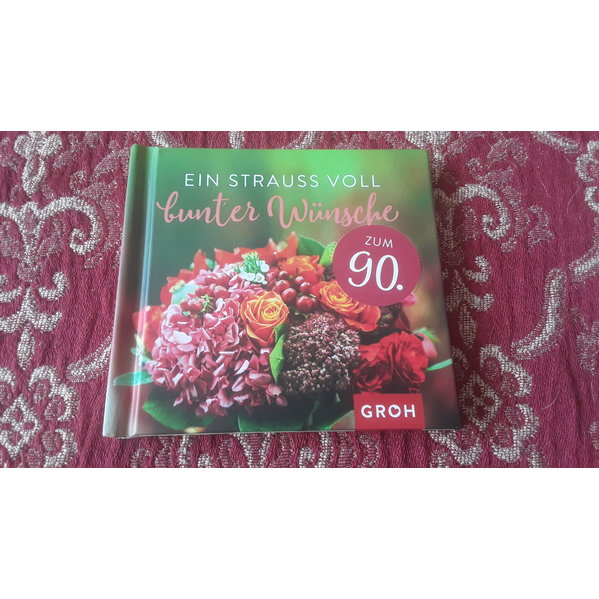 EIN STRAUSS VOLL
bunter Wünsche
ZUM
90.
GROH